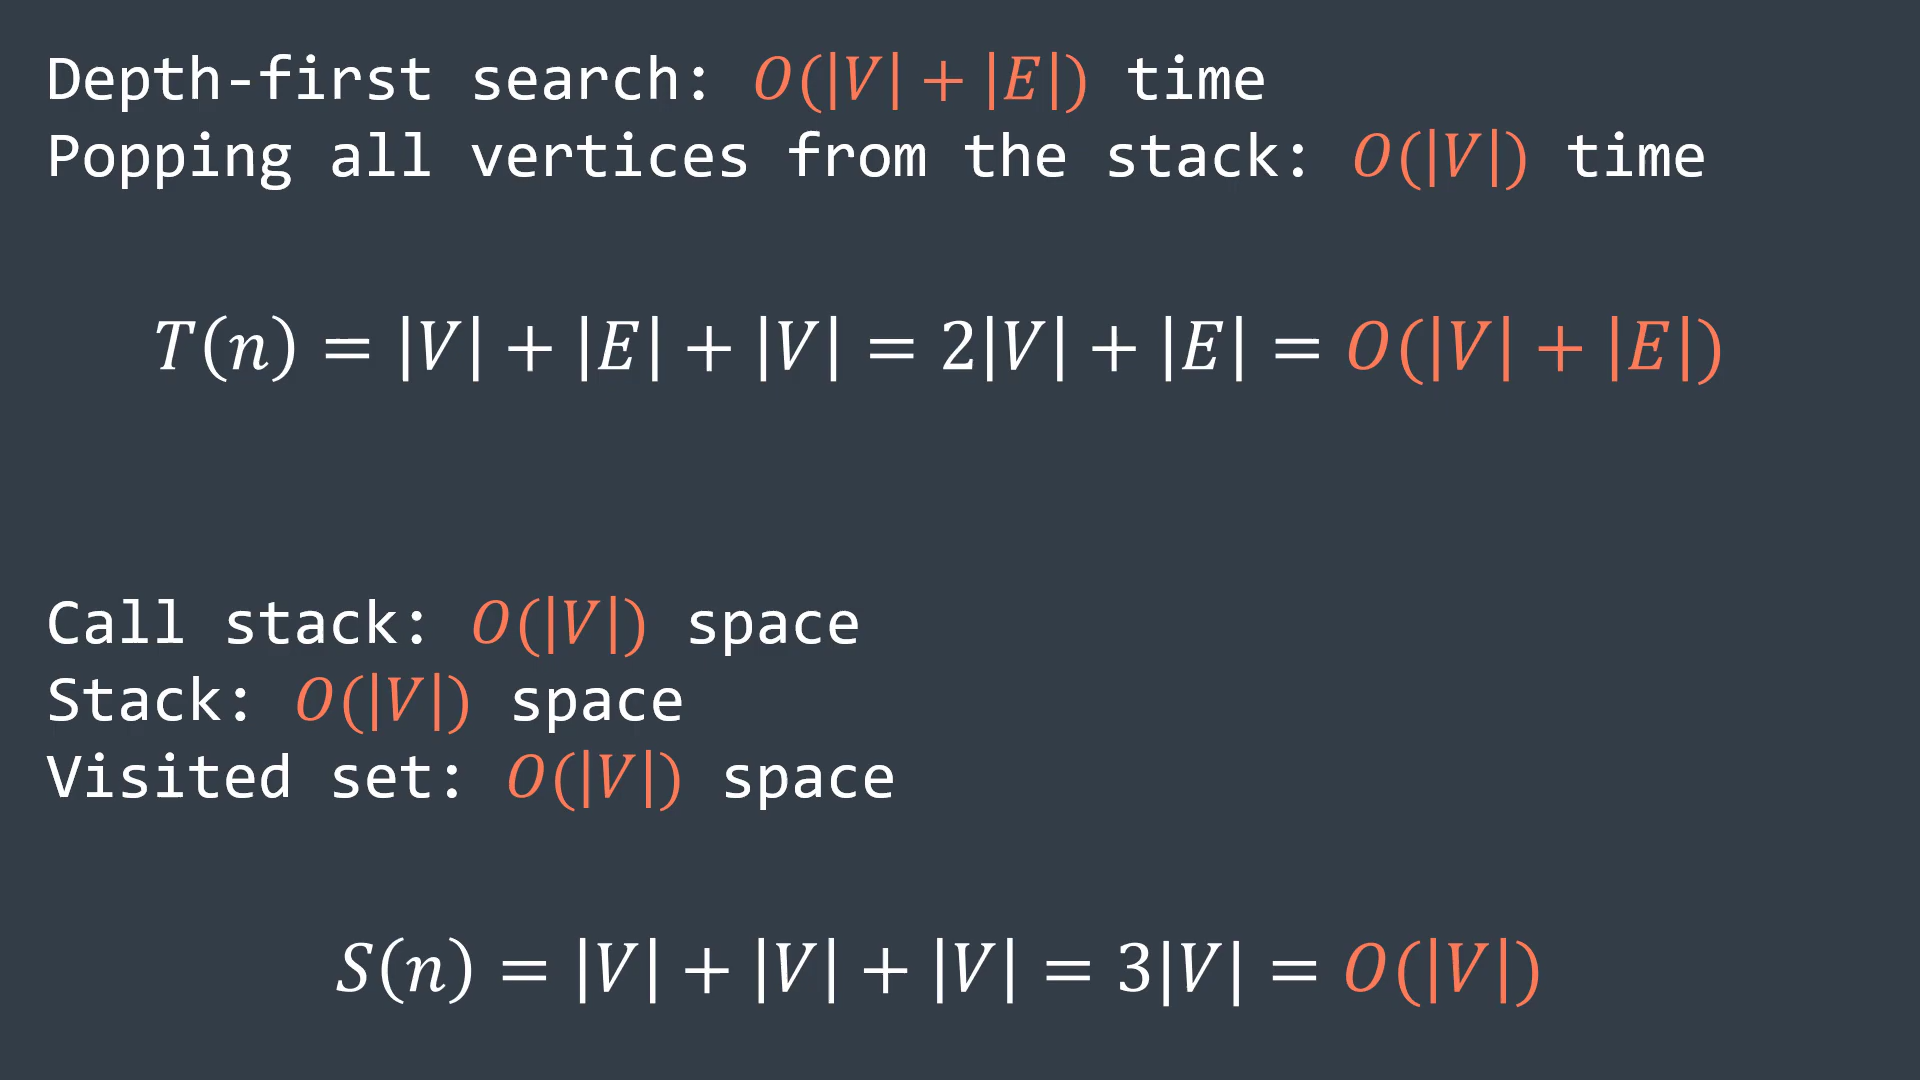 Depth-first search: O(|V| + |E|) time
Popping all vertices from the stack: O(|V|) time
T(n) = |V| + |E| + |V| = 2|V| + |E| = O(|V| + |E|)
Call stack: O(|V|) space
Stack: O(|V|) space
Visited set: O(|V|) space
S(n) = |V| + |V| + |V| = 3|V| = O(|V|)